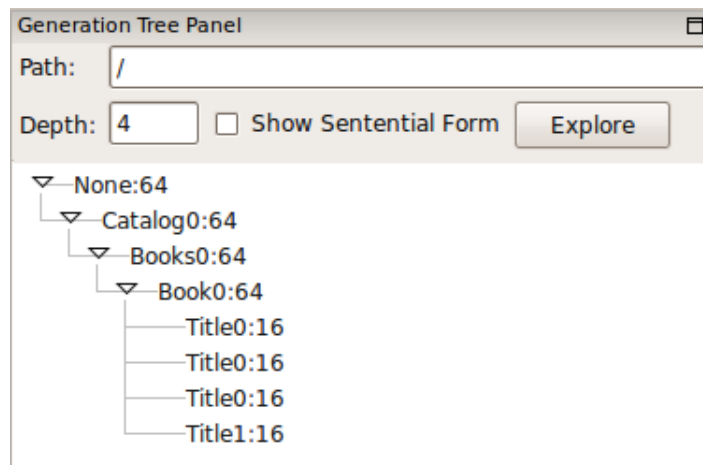 Generation Tree Panel
Path: /
Depth: 4 Show Sentential Form Explore
None:64
Catalog0:64
Books0:64
Book0:64
Title0:16
Title0:16
Title0:16
Title1:16